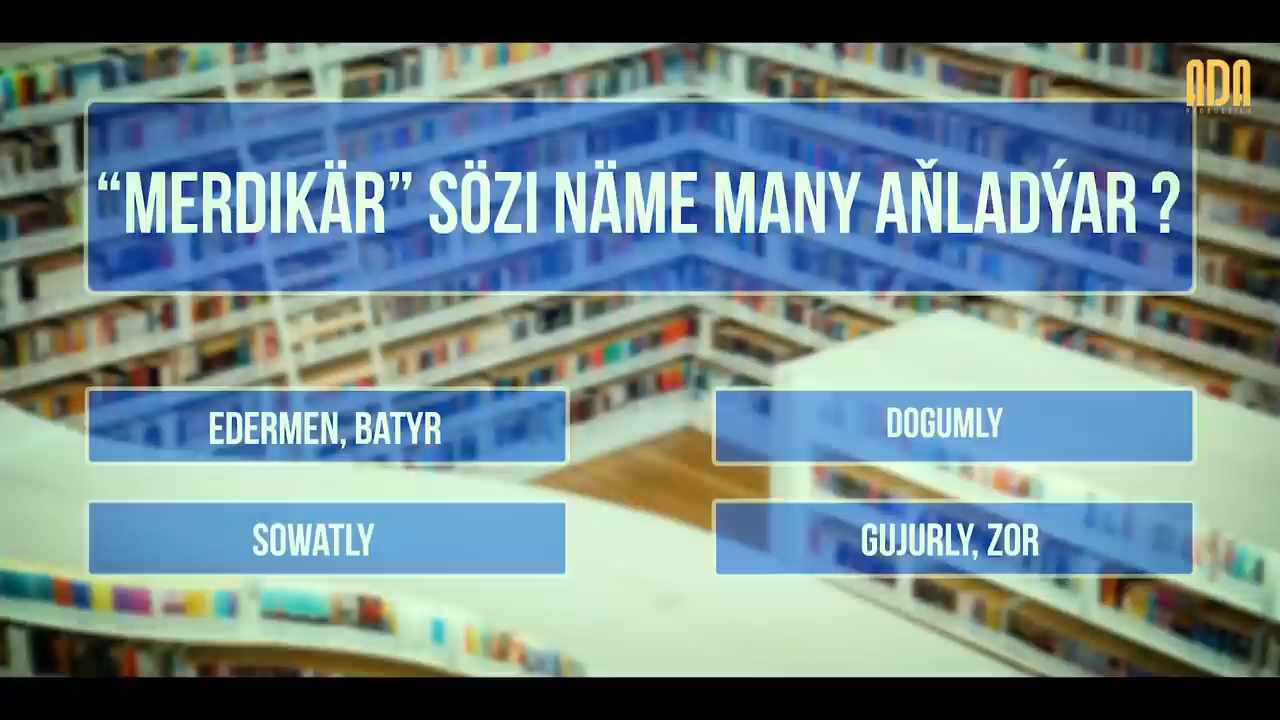 ADA
“MERDIKÄR” SÖZI NÄME MANY AŇLADÝAR ?
EDERMEN, BATYR
DOGUMLY
SOWATLY
GUJURLY, ZOR